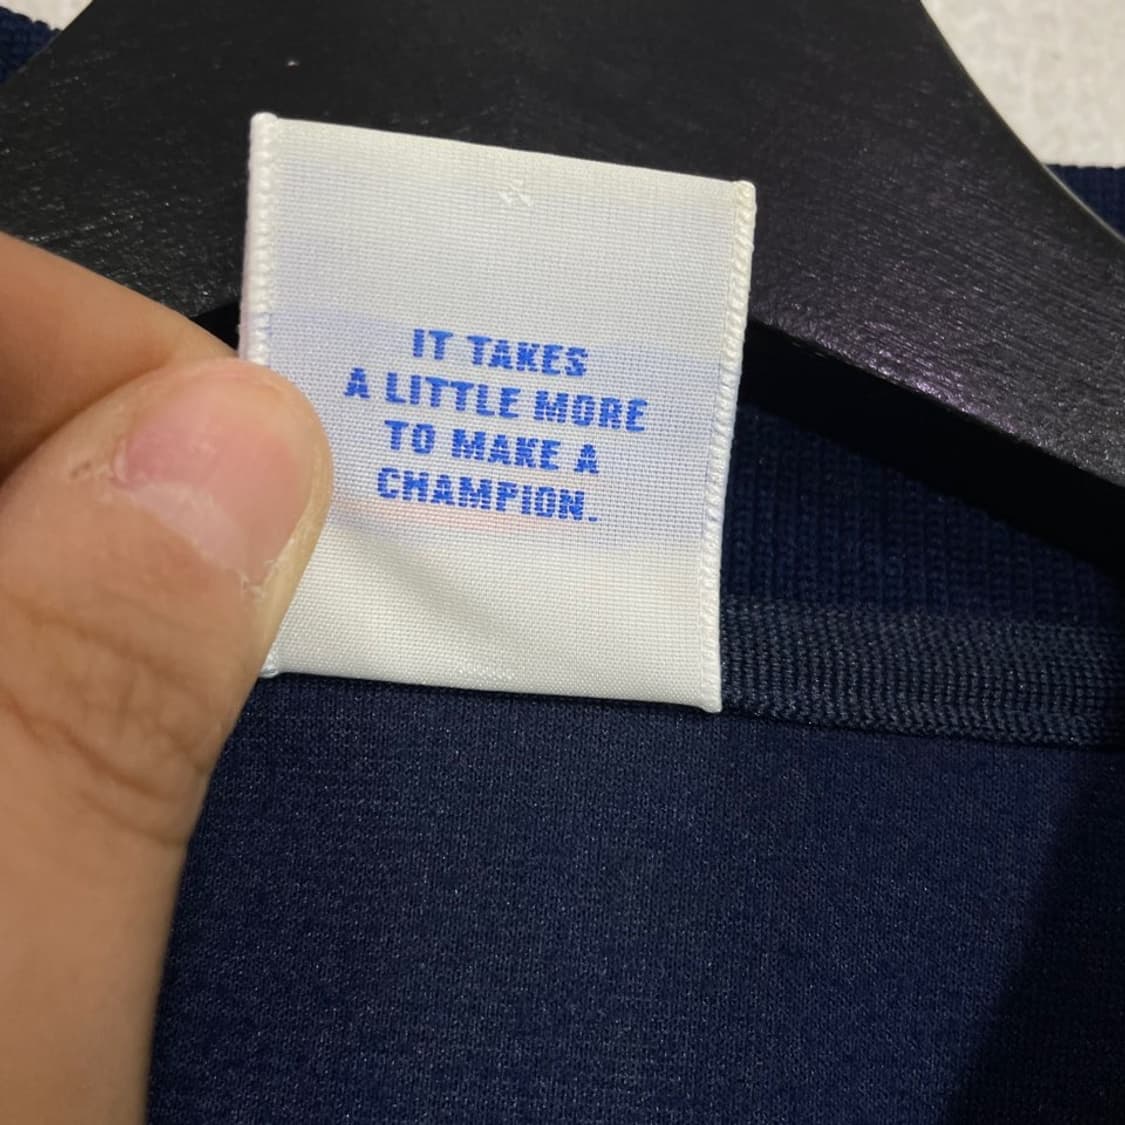 IT TAKES
A LITTLE MORE
TO MAKE A
CHAMPION.